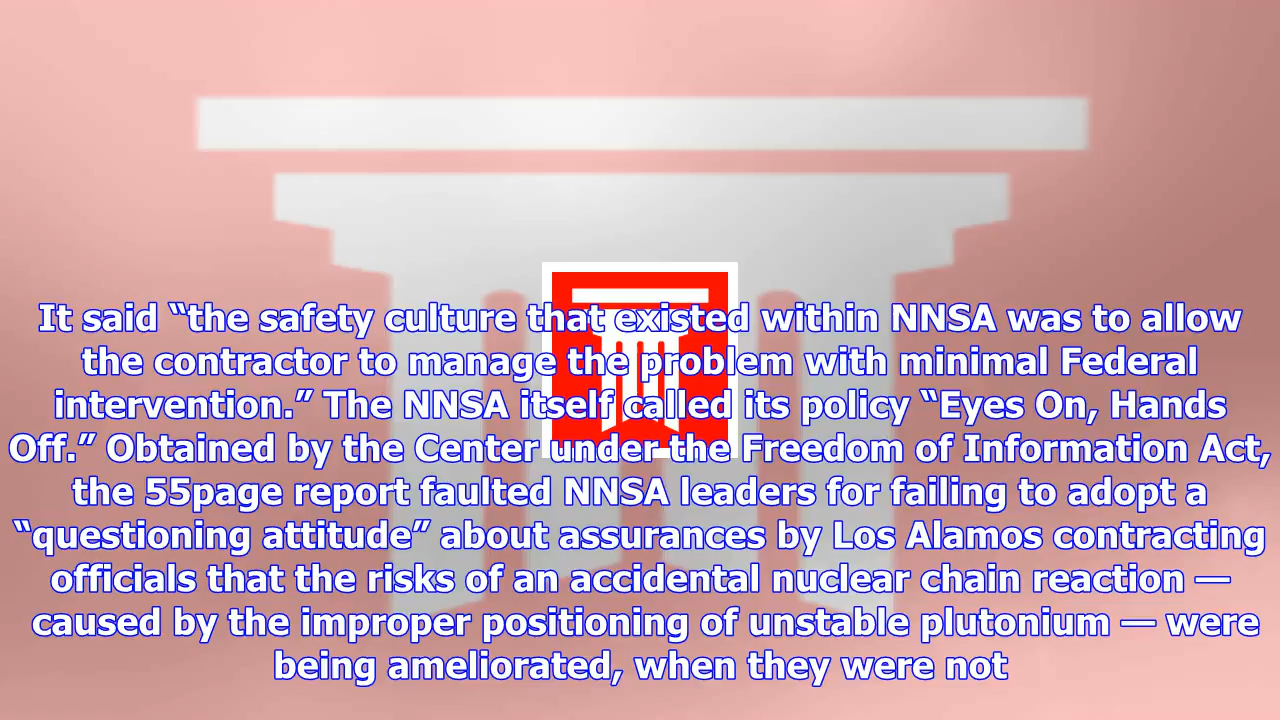 It said “the safety culture that existed within NNSA was to allow
the contractor to manage the problem with minimal Federal
intervention.” The NNSA itself called its policy “Eyes On, Hands
Off.” Obtained by the Center under the Freedom of Information Act,
the 55page report faulted NNSA leaders for failing to adopt a
“questioning attitude” about assurances by Los Alamos contracting
officials that the risks of an accidental nuclear chain reaction —
caused by the improper positioning of unstable plutonium — were
being ameliorated, when they were not